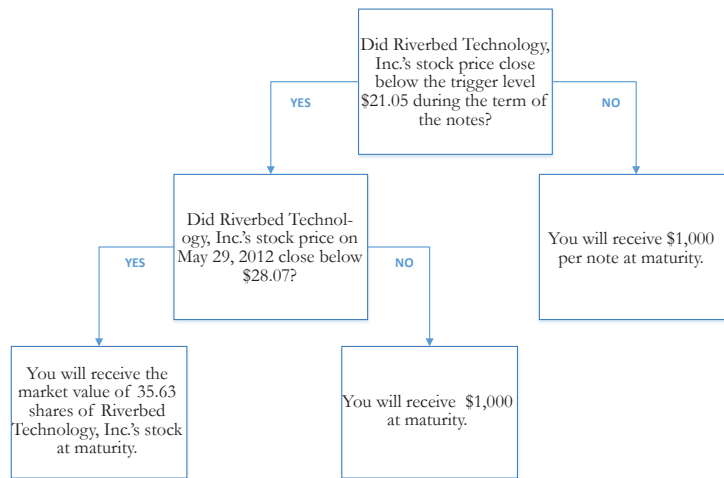 Did Riverbed Technology,
Inc.'s stock price close
below the trigger level
$21.05 during the term of
the notes?
YES
NO
Did Riverbed Technol-
ogy, Inc.'s stock price on
May 29, 2012 close below
$28.07?
You will receive $1,000
per note at maturity.
YES
NO
You will receive the
market value of 35.63
shares of Riverbed
Technology, Inc.'s stock
at maturity.
You will receive $1,000
at maturity.